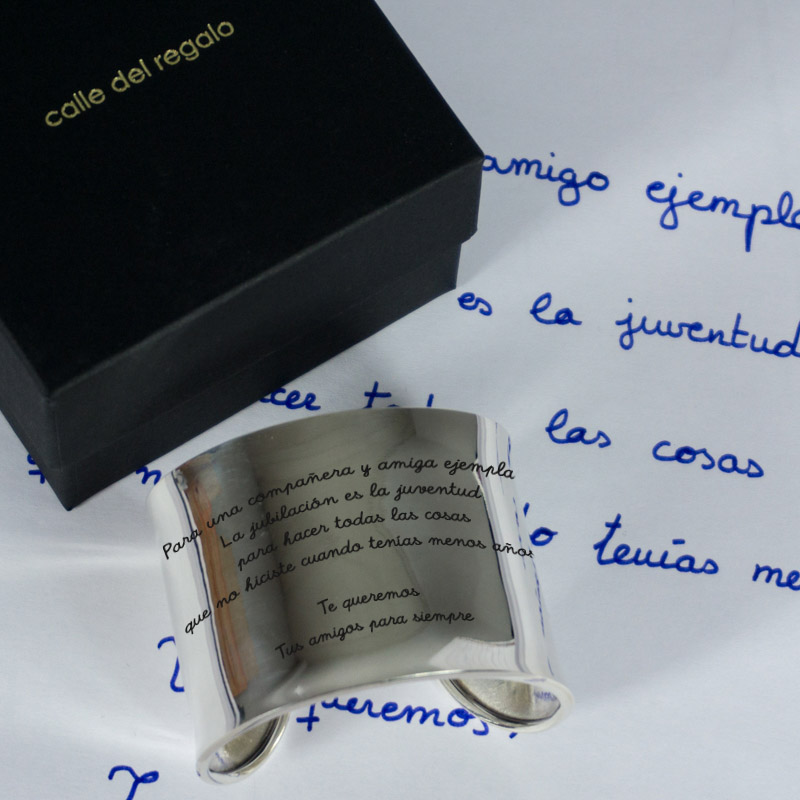 calle del regalo
amigo ejempla
es la juventud
las cosas
tenías me
Para una compañera y amiga ejempla
La jubilación es la juventud
para hacer todas las cosas
que no hiciste cuando tenías menos años
Te queremos
Tus amigos para siempre
queremos,